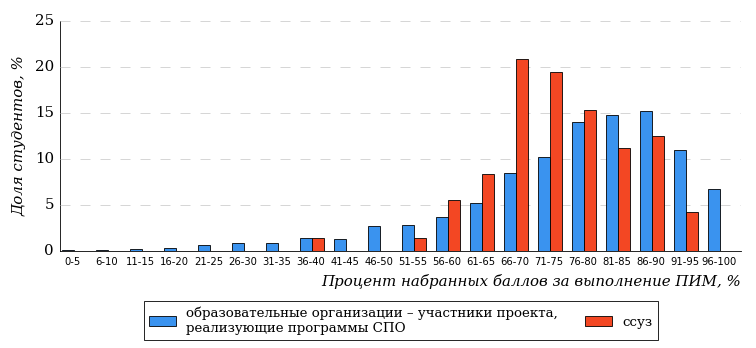 25
20
15
10
5
0
Доля студентов, %
0-5 6-10 11-15 16-20 21-25 26-30 31-35 36-40 41-45 46-50 51-55 56-60 61-65 66-70 71-75 76-80 81-85 86-90 91-95 96-100
Процент набранных баллов за выполнение ПИМ, %
образовательные организации – участники проекта,
реализующие программы СПО
ссуз